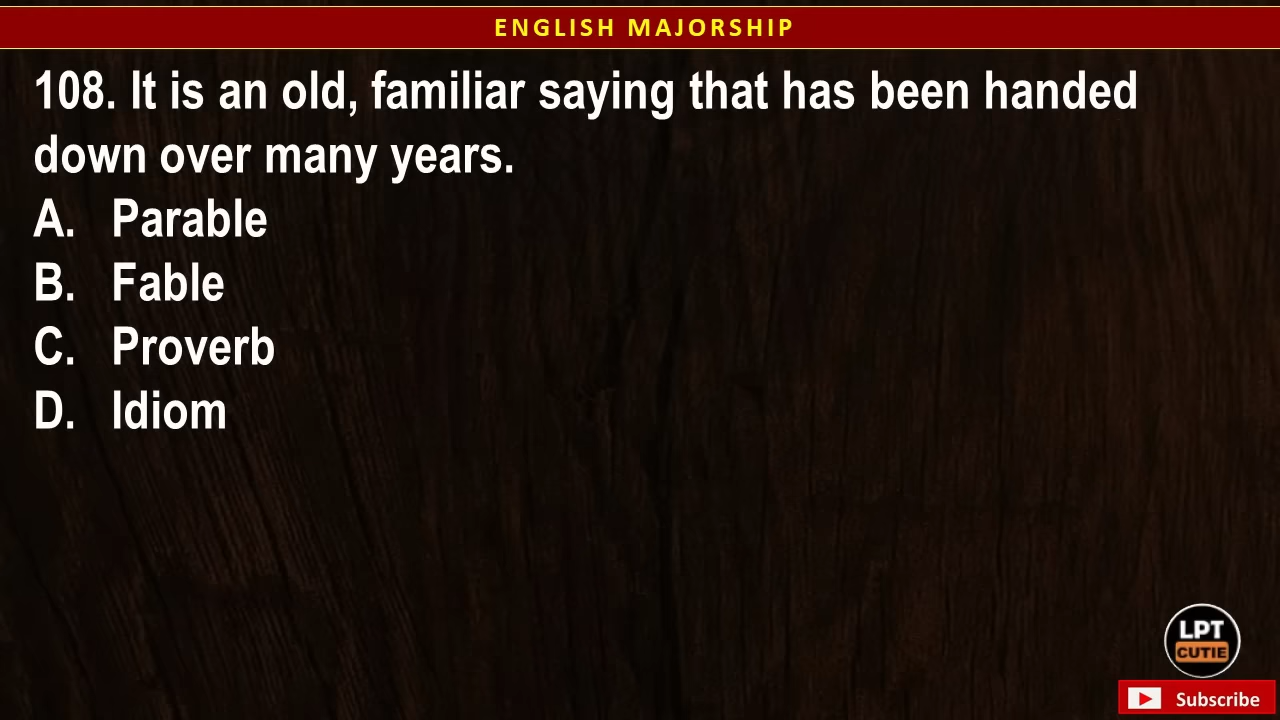 ENGLISH MAJORSHIP
108. It is an old, familiar saying that has been handed
down over many years.
A. Parable
B. Fable
C. Proverb
D. Idiom
LPT
CUTIE
Subscribe